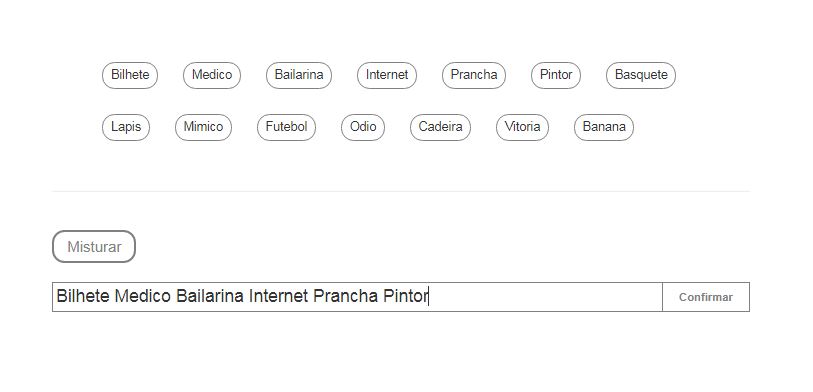 Bilhete Medico Bailarina Internet Prancha Pintor Basquete
Lapis Mimico Futebol Odio Cadeira Vitoria Banana
Misturar
Bilhete Medico Bailarina Internet Prancha Pintor Confirmar